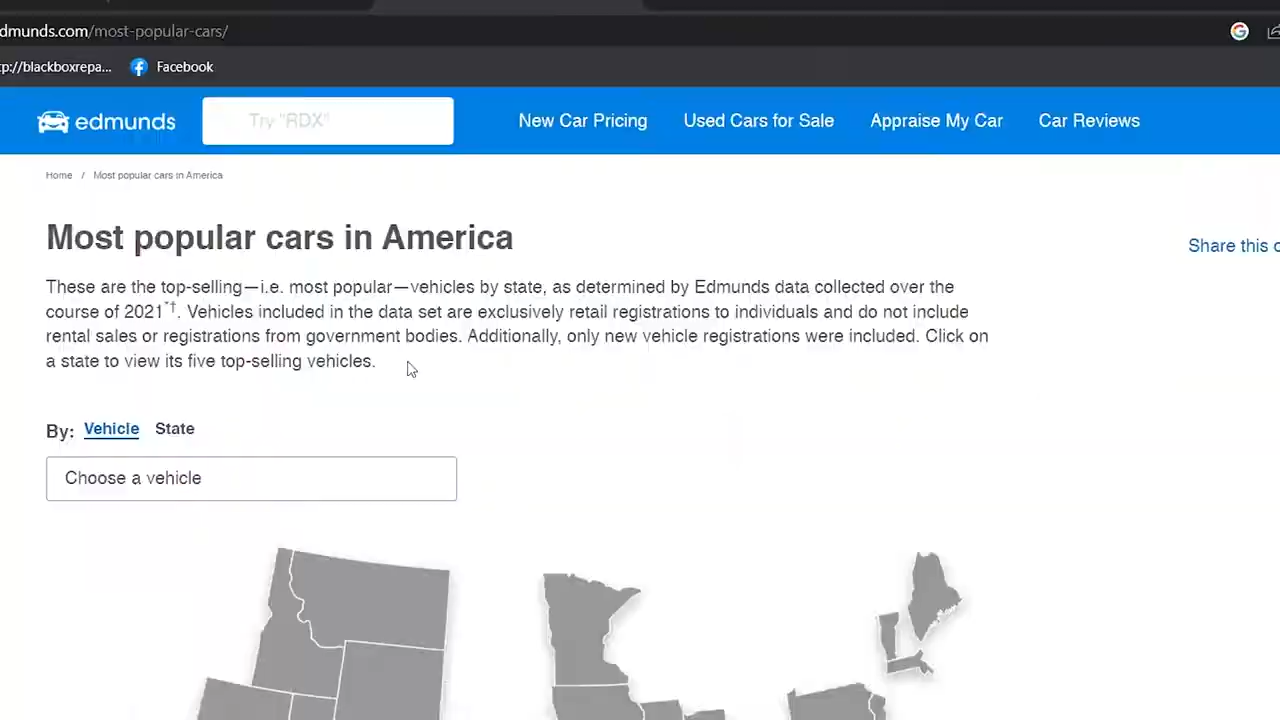 dmunds.com/most-popular-cars/
tp://blackboxrepa... Facebook
edmunds Try "RDX" New Car Pricing Used Cars for Sale Appraise My Car Car Reviews
Home / Most popular cars in America
Most popular cars in America
Share this c
These are the top-selling—i.e. most popular—vehicles by state, as determined by Edmunds data collected over the
course of 2021*†. Vehicles included in the data set are exclusively retail registrations to individuals and do not include
rental sales or registrations from government bodies. Additionally, only new vehicle registrations were included. Click on
a state to view its five top-selling vehicles.
By: Vehicle State
Choose a vehicle